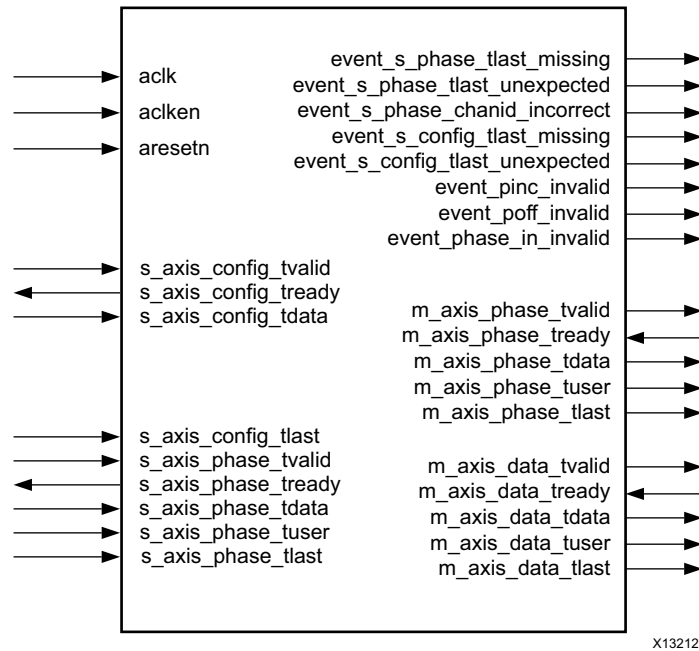 aclk
aclken
aresetn
s_axis_config_tvalid
s_axis_config_tready
s_axis_config_tdata
s_axis_config_tlast
s_axis_phase_tvalid
s_axis_phase_tready
s_axis_phase_tdata
s_axis_phase_tuser
s_axis_phase_tlast
event_s_phase_tlast_missing
event_s_phase_tlast_unexpected
event_s_phase_chanid_incorrect
event_s_config_tlast_missing
event_s_config_tlast_unexpected
event_pinc_invalid
event_poff_invalid
event_phase_in_invalid
m_axis_phase_tvalid
m_axis_phase_tready
m_axis_phase_tdata
m_axis_phase_tuser
m_axis_phase_tlast
m_axis_data_tvalid
m_axis_data_tready
m_axis_data_tdata
m_axis_data_tuser
m_axis_data_tlast
X13212